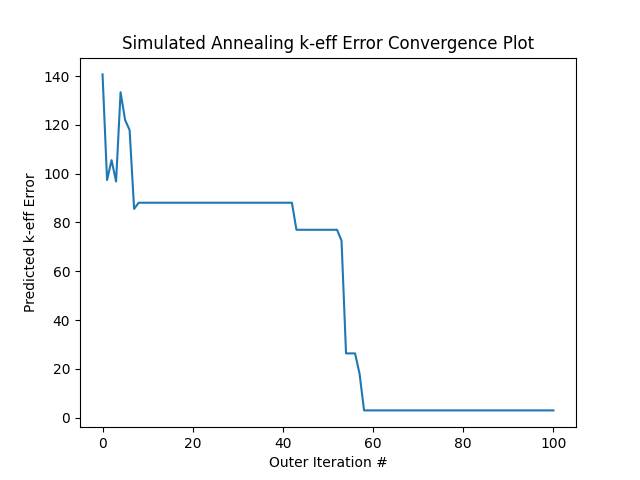 Simulated Annealing k-eff Error Convergence Plot
140
120
100
80
60
40
20
0
Predicted k-eff Error
0 20 40 60 80 100
Outer Iteration #